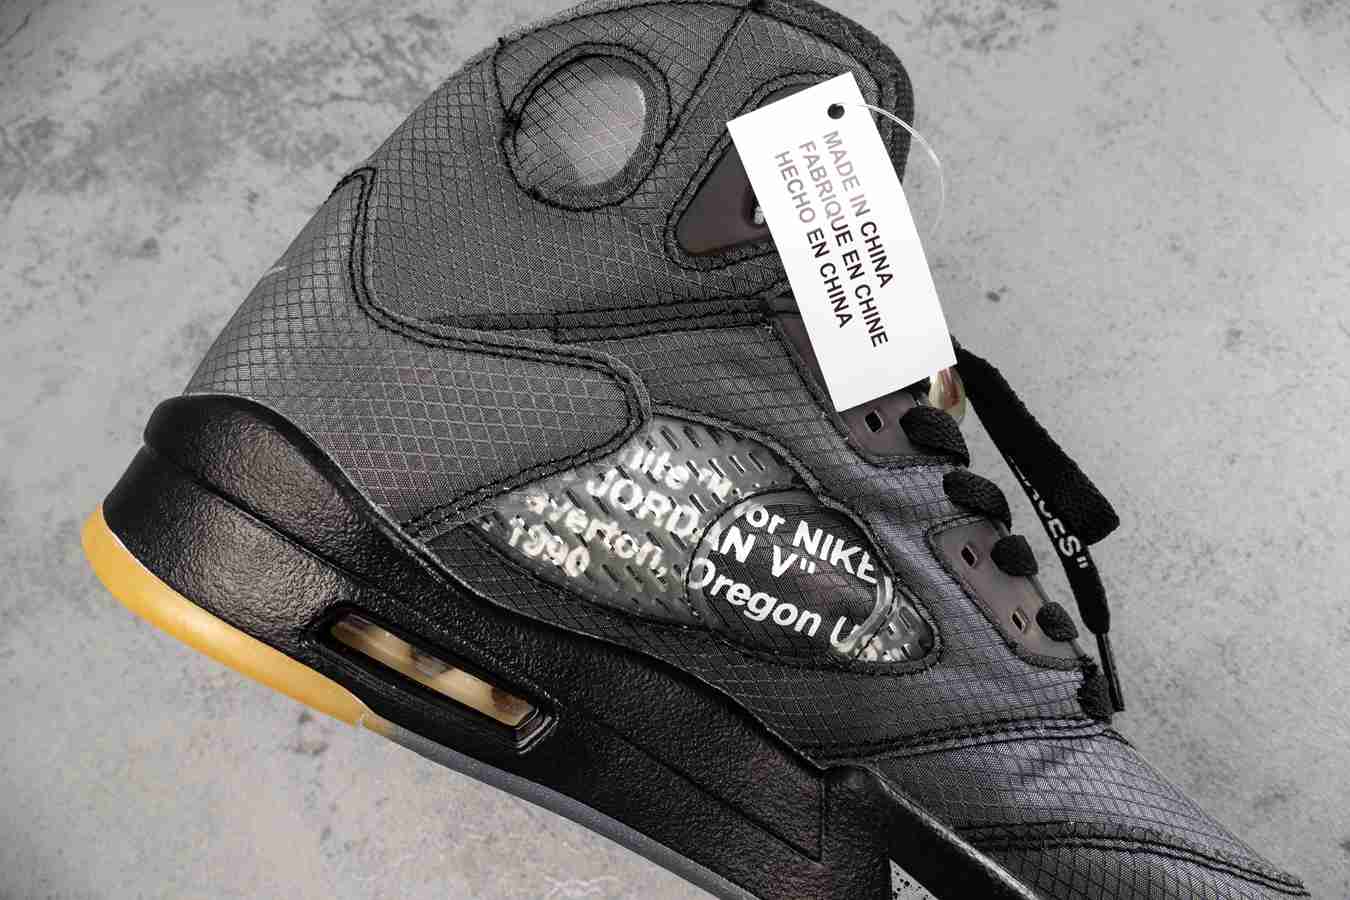 MADE IN CHINA
FABRIQUE EN CHINE
HECHO EN CHINA
for NIKE
JORDAN V"
Oregon
1990